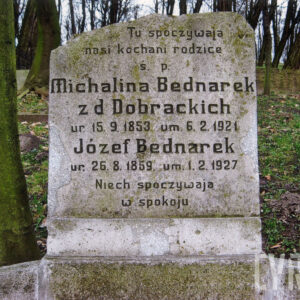 Tu spoczywają
nasi kochani rodzice
ś. p.
Michalina Bednarek
z d Dobrackich
ur. 15. 9. 1853. um. 6. 2. 1921.
Józef Bednarek
ur. 26. 8. 1859. um. 1. 2. 1927.
Niech spoczywają
w spokoju